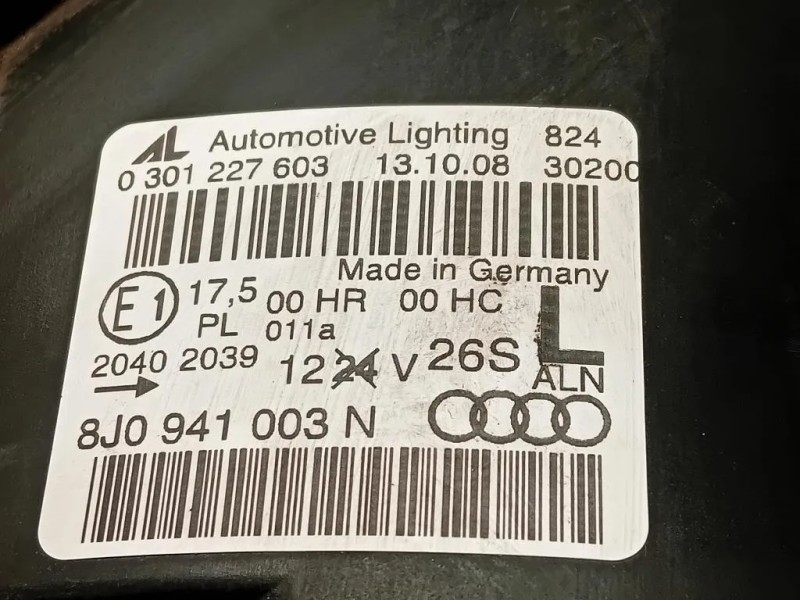 AL Automotive Lighting 824
0 301 227 603 13.10.08 30200
Made in Germany
E1 17,5 00 HR 00 HC L
PL 011a
2040 2039 12 24 V 26S ALN
8J0 941 003 N